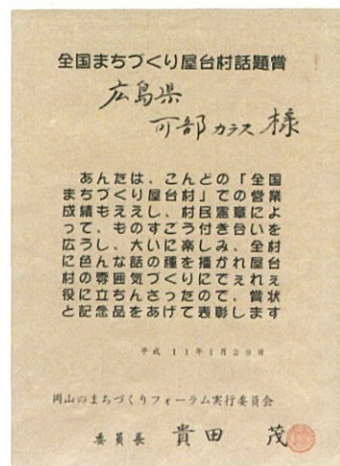 全国まちづくり屋台村話題賞
広島県
可部カラス様
あんたは、こんどの「全国
まちづくり屋台村」での営業
成績もええし、村民憲章によ
って、ものすごう付き合いを
広うし、大いに楽しみ、全村
に色んな話の種を播かれ屋台
村の雰囲気づくりにでぇれぇ
役に立ちんさったので、賞状
と記念品をあげて表彰します
平成11年1月29日
岡山のまちづくりフォーラム実行委員会
委員長 貴田 茂